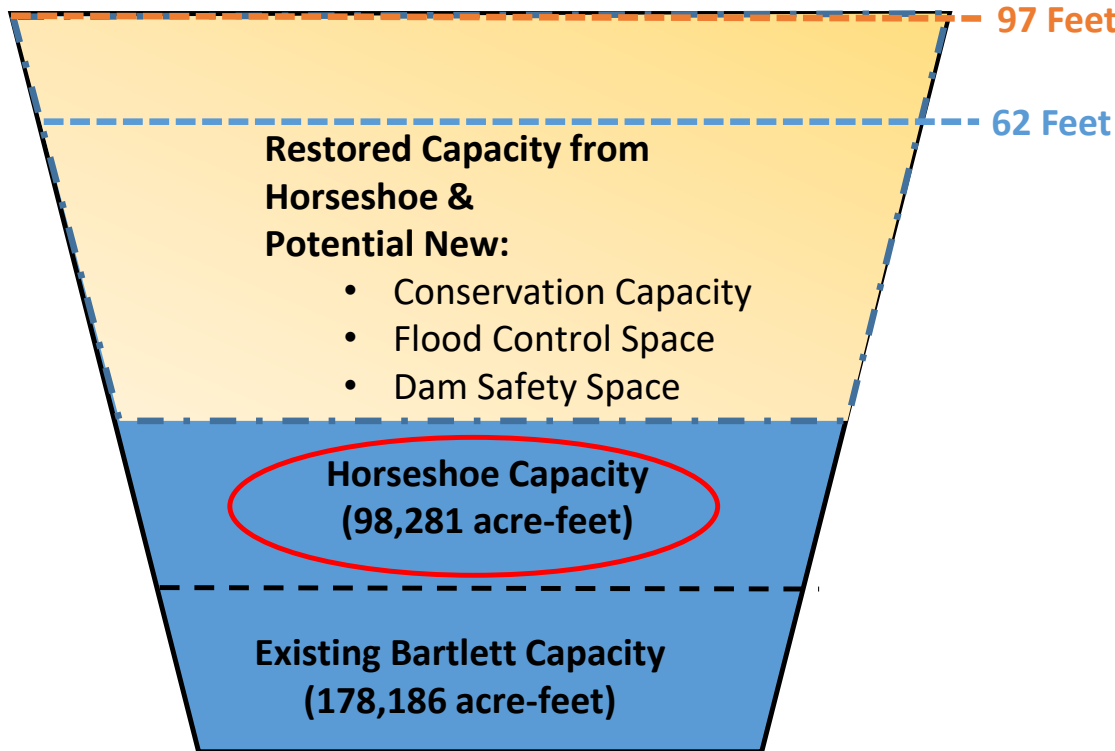 97 Feet
62 Feet
Restored Capacity from
Horseshoe &
Potential New:
• Conservation Capacity
• Flood Control Space
• Dam Safety Space
Horseshoe Capacity
(98,281 acre-feet)
Existing Bartlett Capacity
(178,186 acre-feet)